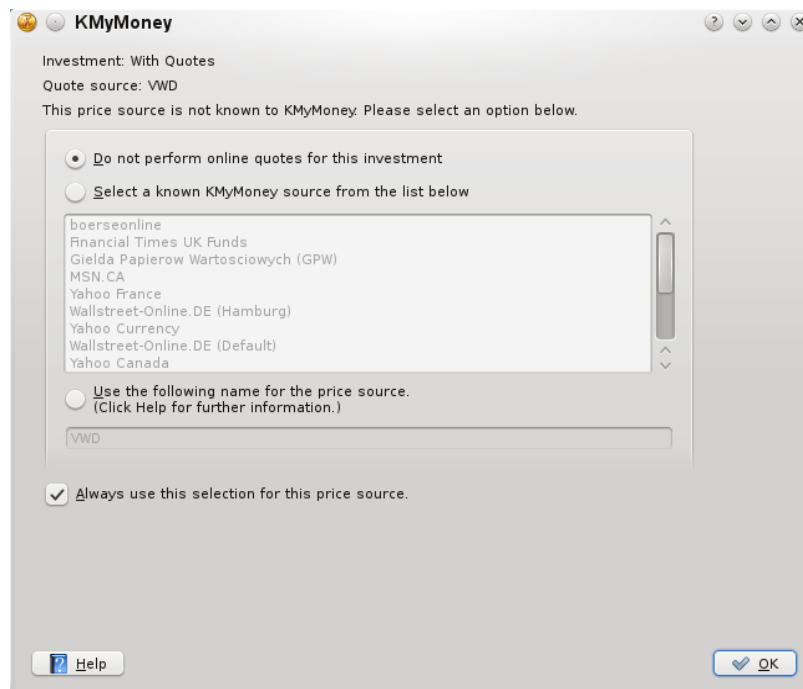 KMyMoney
Investment: With Quotes
Quote source: VWD
This price source is not known to KMyMoney. Please select an option below.
Do not perform online quotes for this investment
Select a known KMyMoney source from the list below
boerseonline
Financial Times UK Funds
Gielda Papierow Wartosciowych (GPW)
MSN.CA
Yahoo France
Wallstreet-Online.DE (Hamburg)
Yahoo Currency
Wallstreet-Online.DE (Default)
Yahoo Canada
Use the following name for the price source.
(Click Help for further information.)
VWD
Always use this selection for this price source.
Help
OK